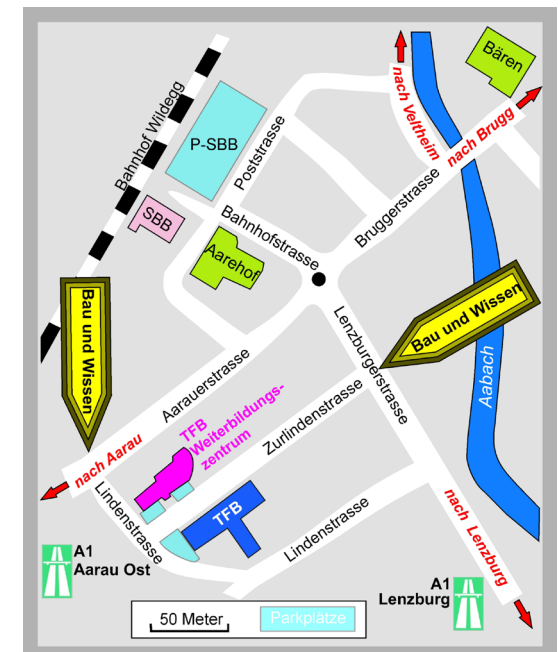 Bären
nach Veltheim
nach Brugg
Bahnhof Wildegg
P-SBB
Poststrasse
SBB
Bahnhofstrasse
Bruggerstrasse
Aarehof
Bau und Wissen
Bau und Wissen
Lenzburgerstrasse
Aabach
Aarauerstrasse
TFB
Weiterbildungs-
zentrum
Zurlindenstrasse
nach Aarau
Lindenstrasse
TFB
Lindenstrasse
nach Lenzburg
A1
Aarau Ost
A1
Lenzburg
50 Meter
Parkplätze